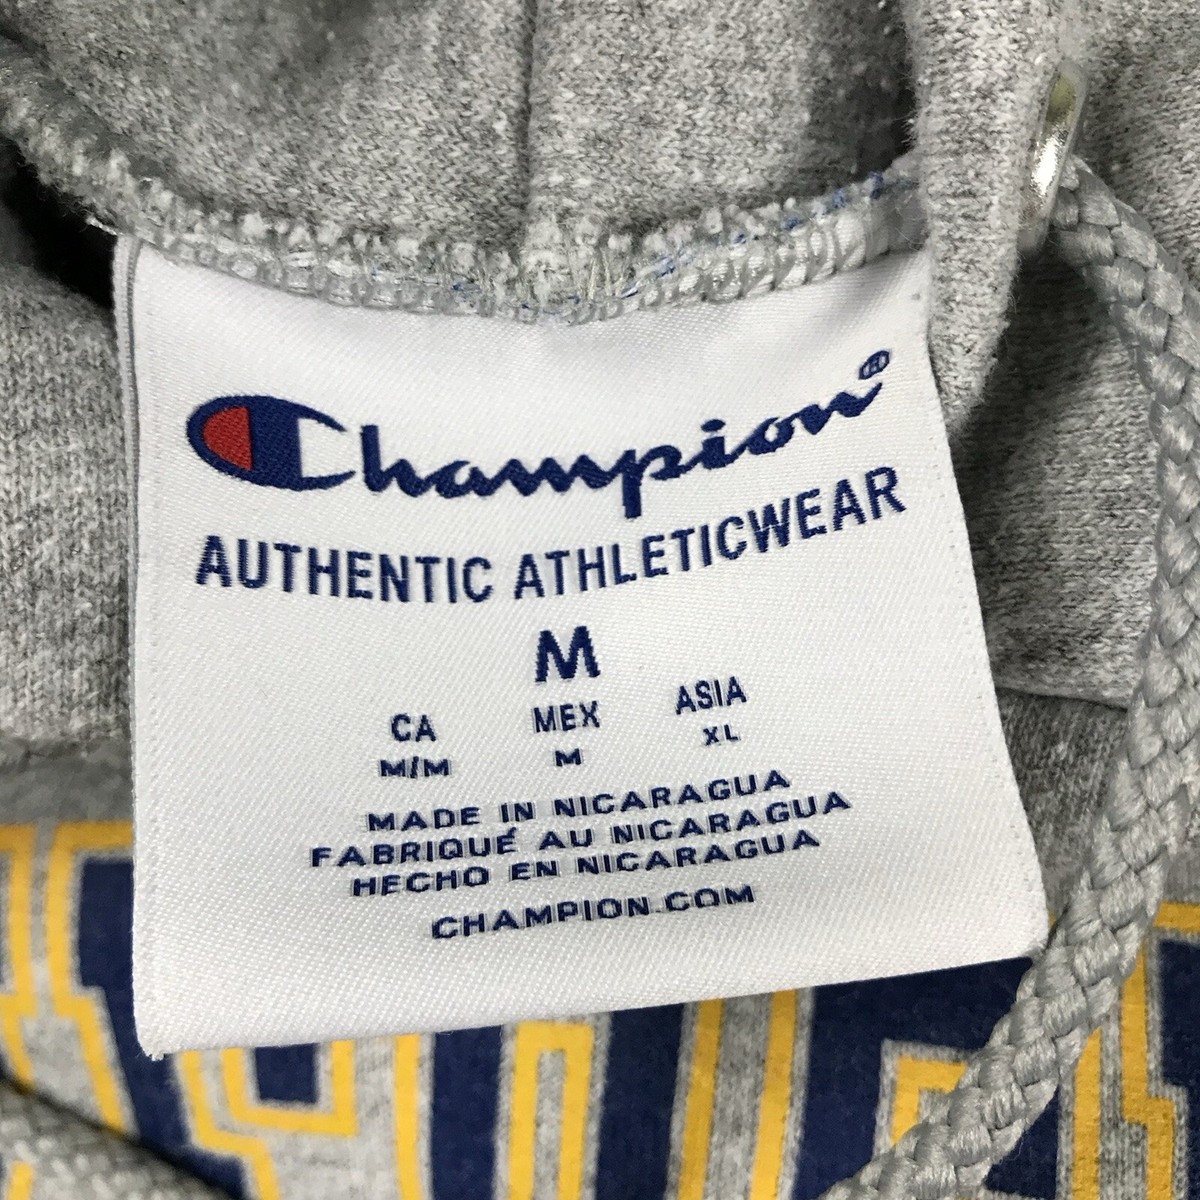 Champion®
AUTHENTIC ATHLETICWEAR
M
CA MEX ASIA
M/M M XL
MADE IN NICARAGUA
FABRIQUÉ AU NICARAGUA
HECHO EN NICARAGUA
CHAMPION.COM